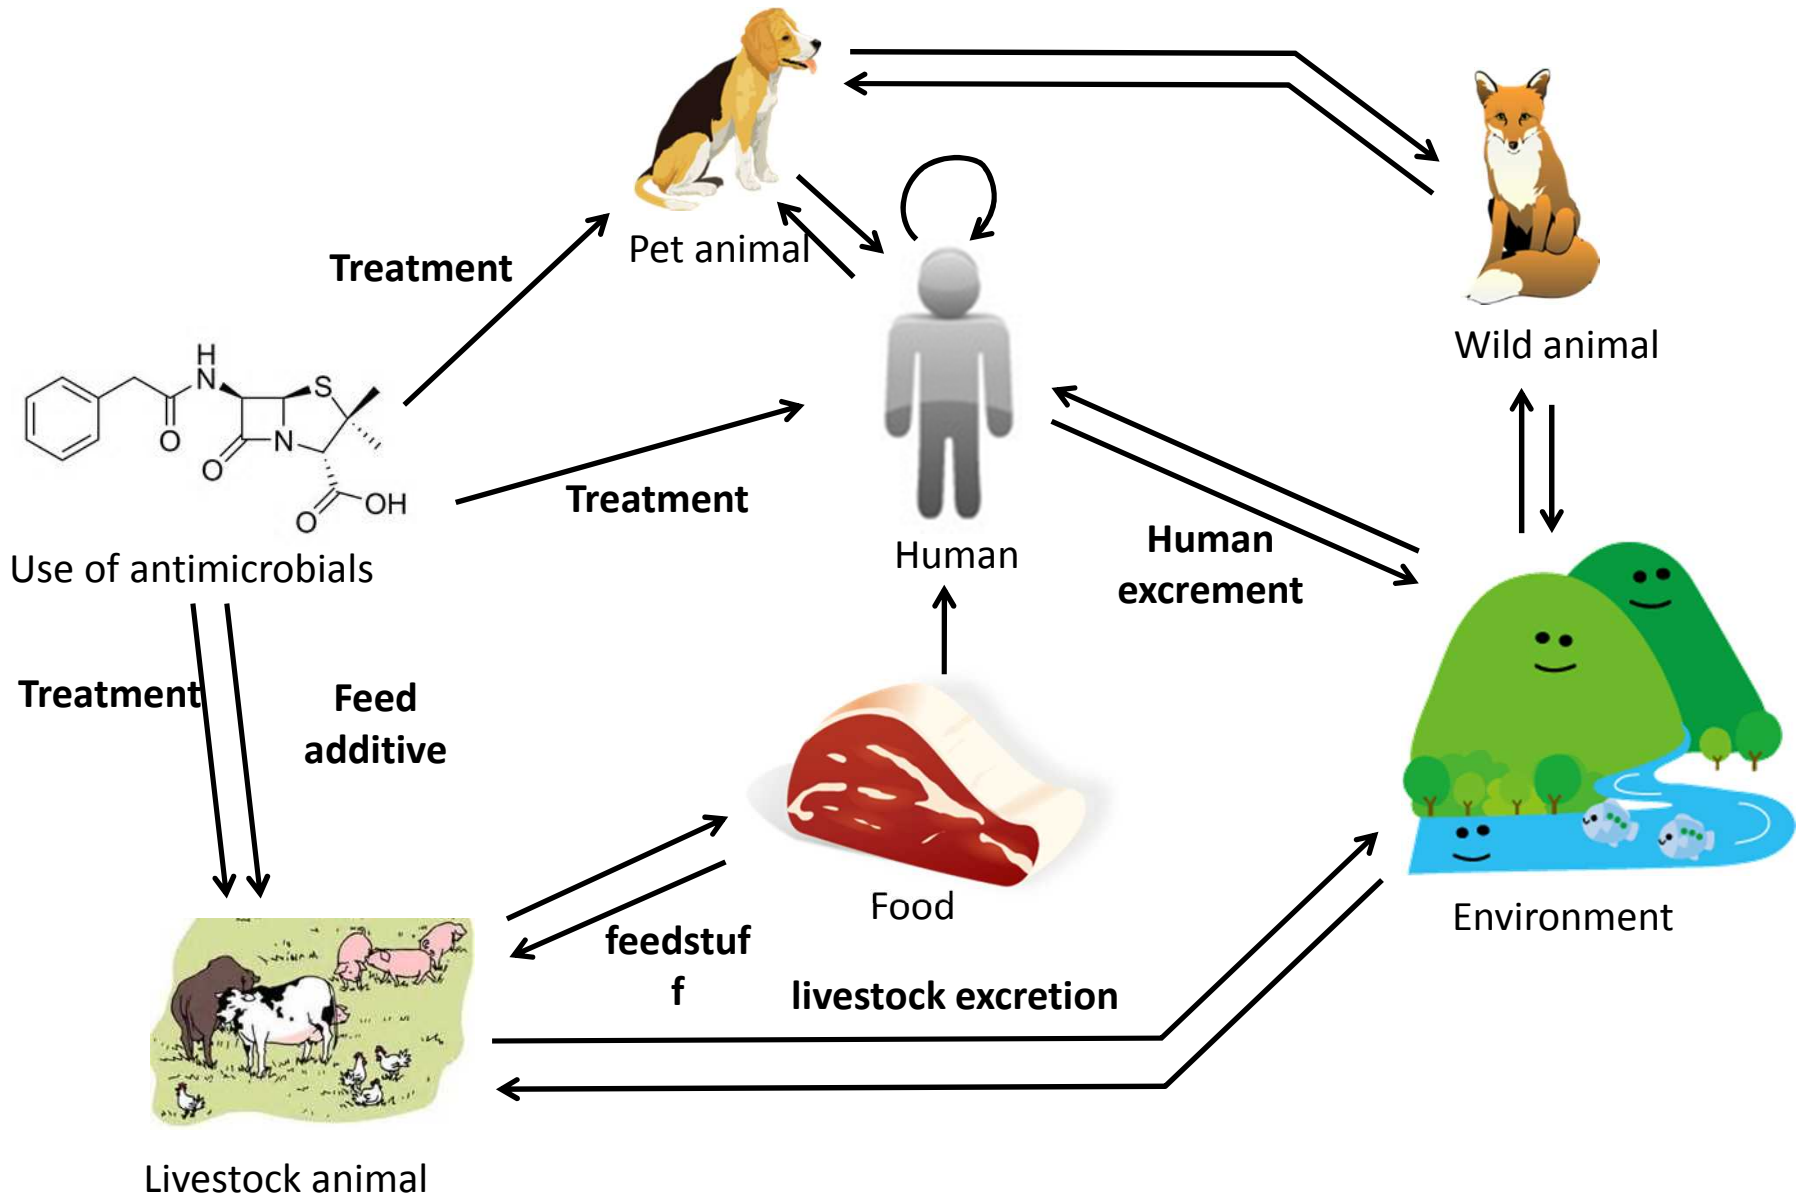 Pet animal
Treatment
Wild animal
H
N
S
O
N
O
OH
O
Treatment
Human
Human
excrement
Use of antimicrobials
Treatment
Feed
additive
Food
Environment
feedstuf
f
livestock excretion
Livestock animal